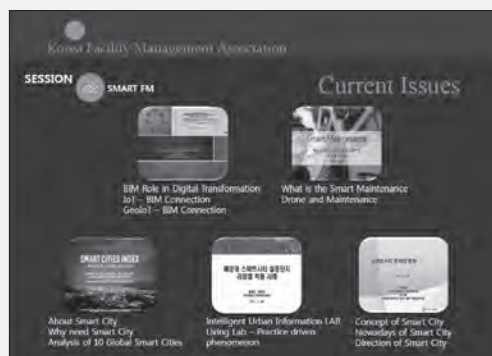 Korea Facility Management Association
SESSION
SMART FM
Current Issues
Smart Maintenance
BIM Role in Digital Transformation
IoT – BIM Connection
GeoIoT – BIM Connection
What is the Smart Maintenance
Drone and Maintenance
SMART CITIES INDEX
About Smart City
Why need Smart City
Analysis of 10 Global Smart Cities
Intelligent Urban Information LAB
Living Lab – Practice driven
phenomenon
Concept of Smart City
Nowadays of Smart City
Direction of Smart City